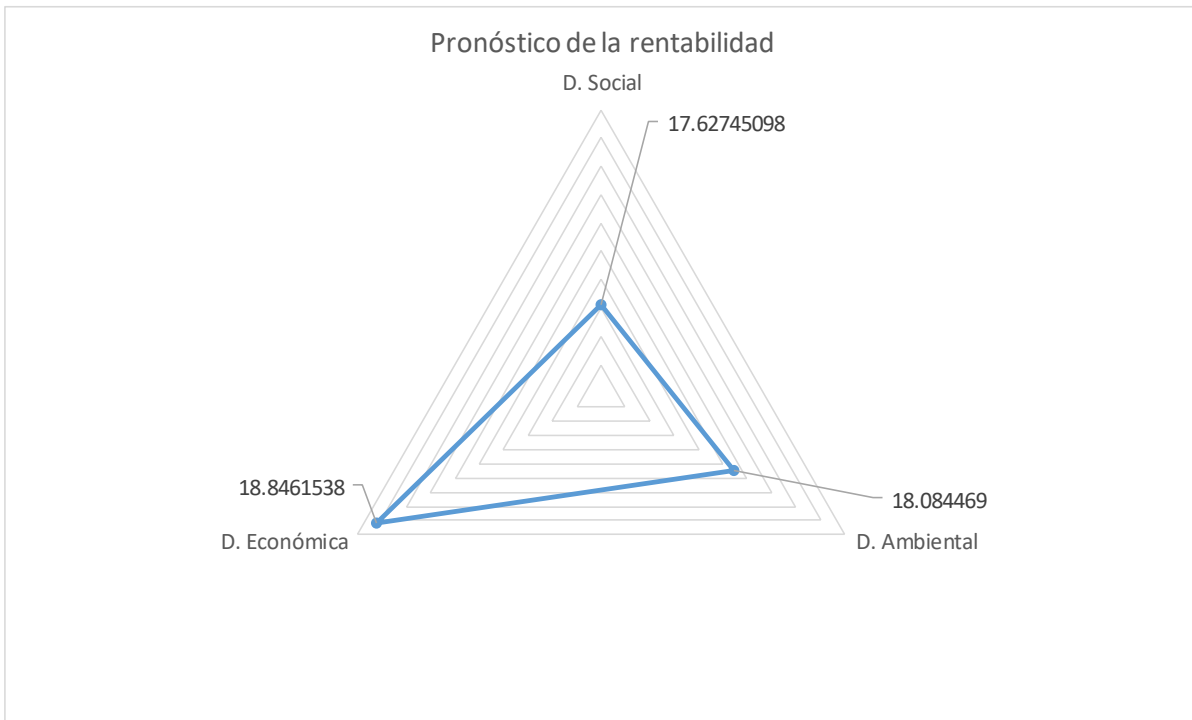 Pronóstico de la rentabilidad
D. Social
17.62745098
18.8461538
18.084469
D. Económica
D. Ambiental